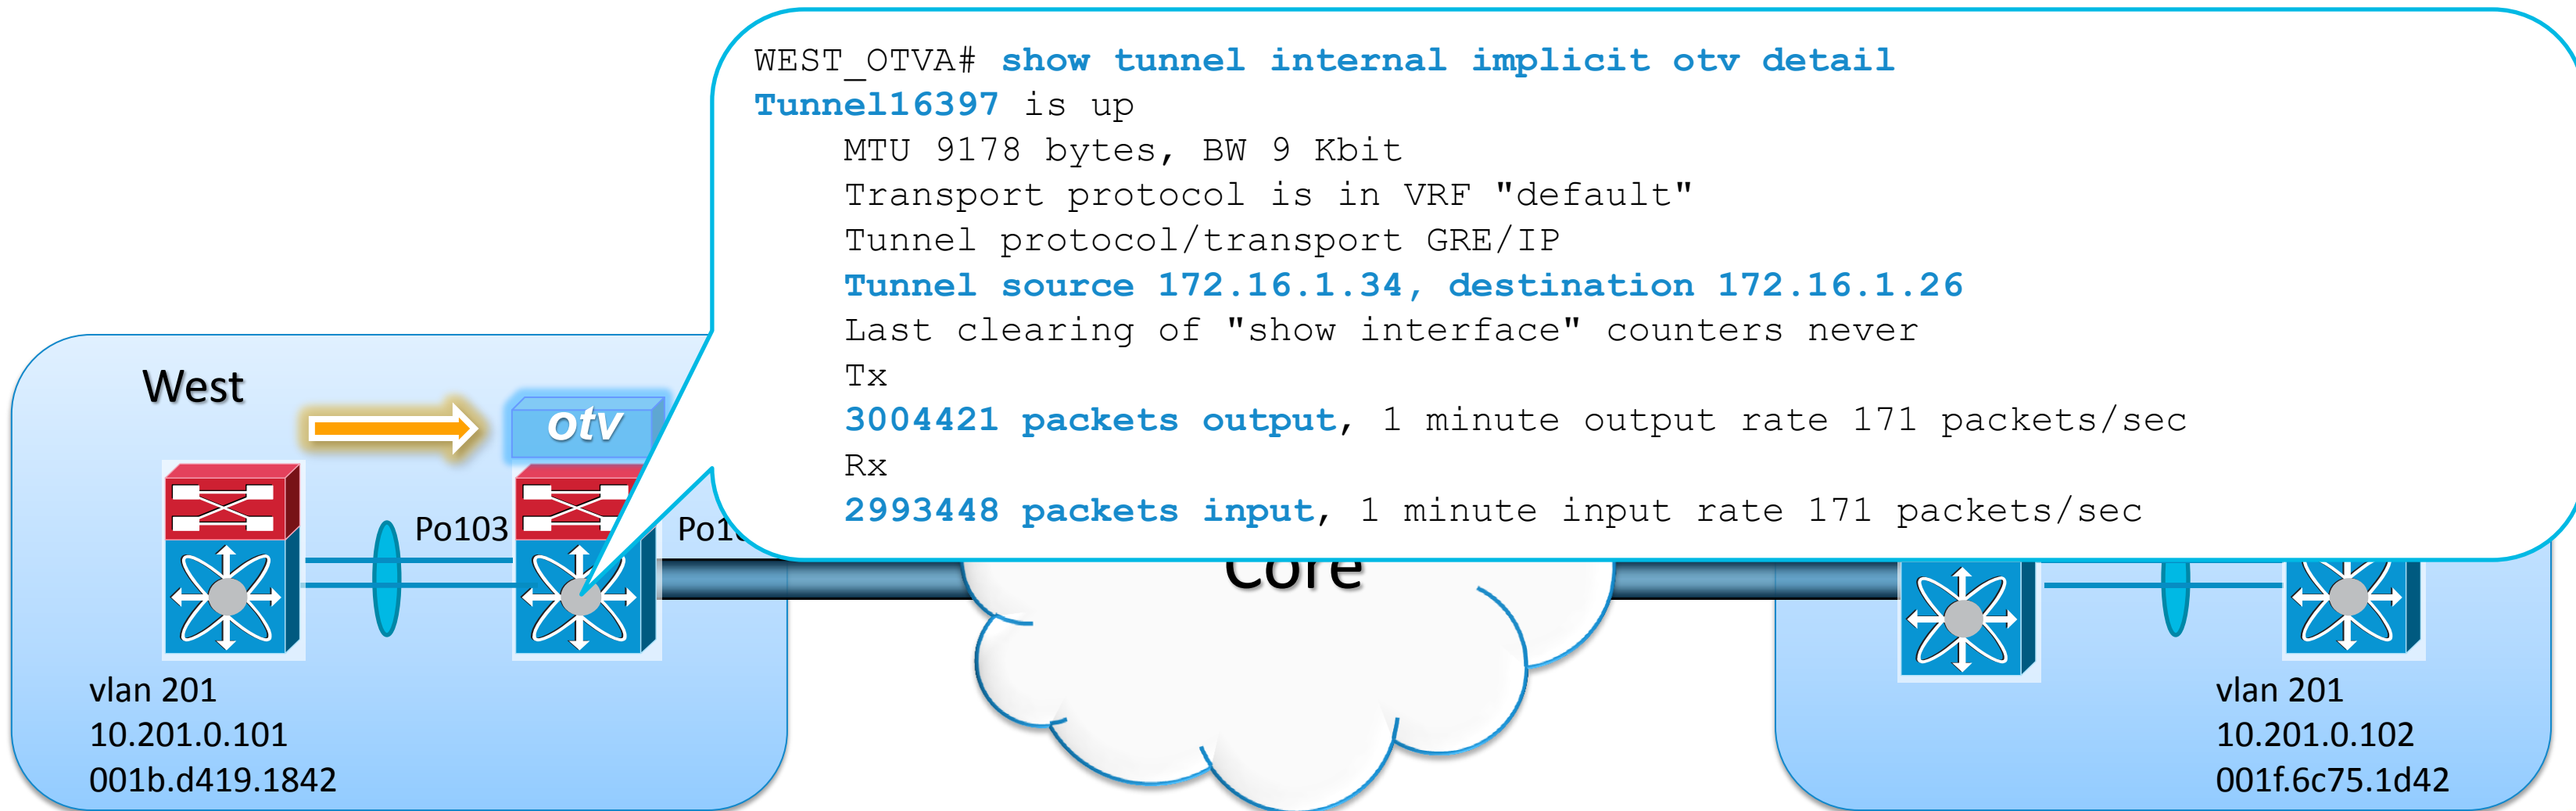 WEST_OTVA# show tunnel internal implicit otv detail
Tunnel16397 is up
MTU 9178 bytes, BW 9 Kbit
Transport protocol is in VRF "default"
Tunnel protocol/transport GRE/IP
Tunnel source 172.16.1.34, destination 172.16.1.26
Last clearing of "show interface" counters never
Tx
3004421 packets output, 1 minute output rate 171 packets/sec
Rx
2993448 packets input, 1 minute input rate 171 packets/sec
West
otv
Po103
Core
vlan 201
10.201.0.101
001b.d419.1842
vlan 201
10.201.0.102
001f.6c75.1d42